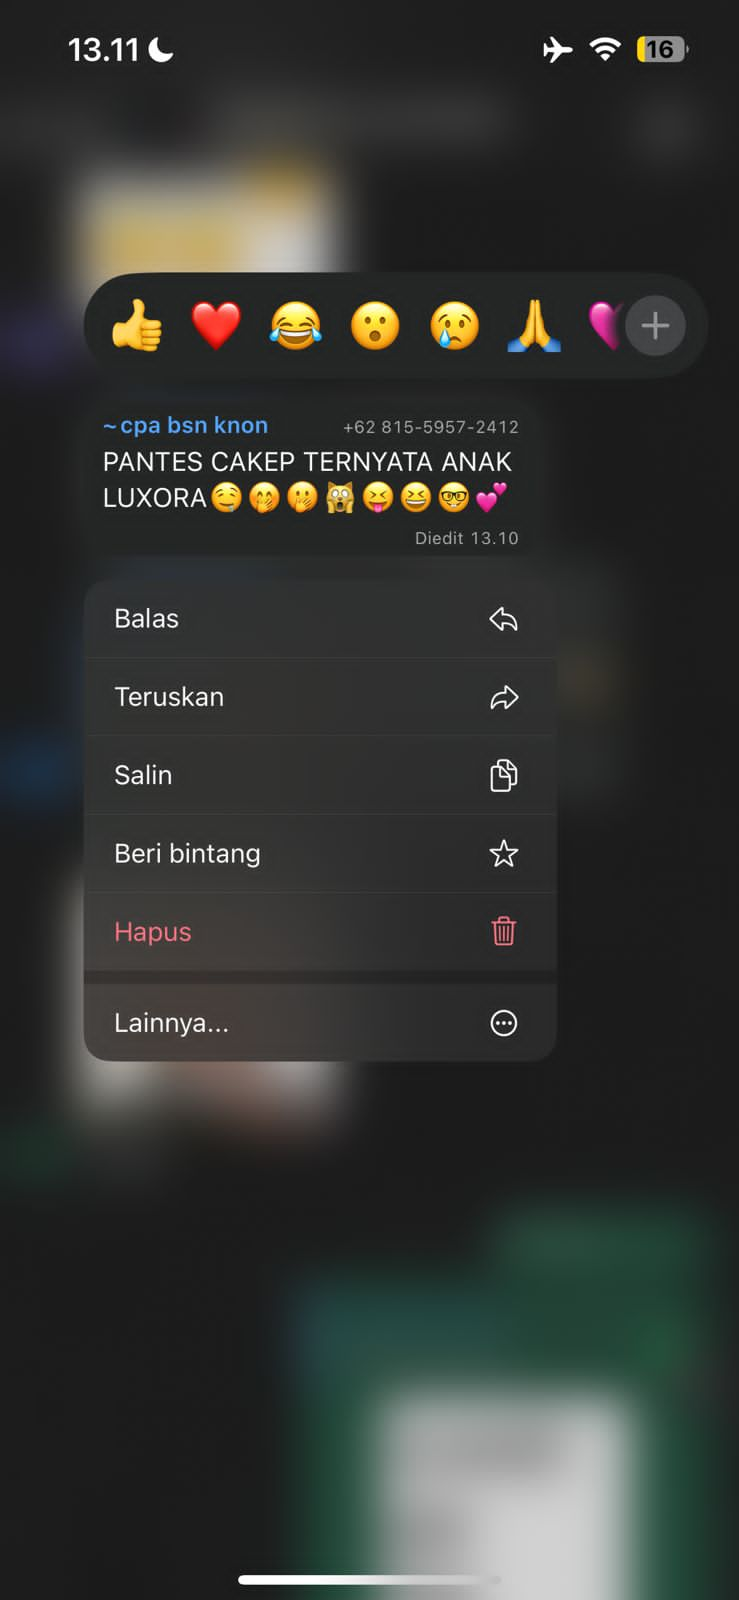 13.11
16
~cpa bsn knon +62 815-5957-2412
PANTES CAKEP TERNYATA ANAK
LUXORA🤤🤭🫢🙀😝😆🤓💕
Diedit 13.10
Balas
Teruskan
Salin
Beri bintang
Hapus
Lainnya...